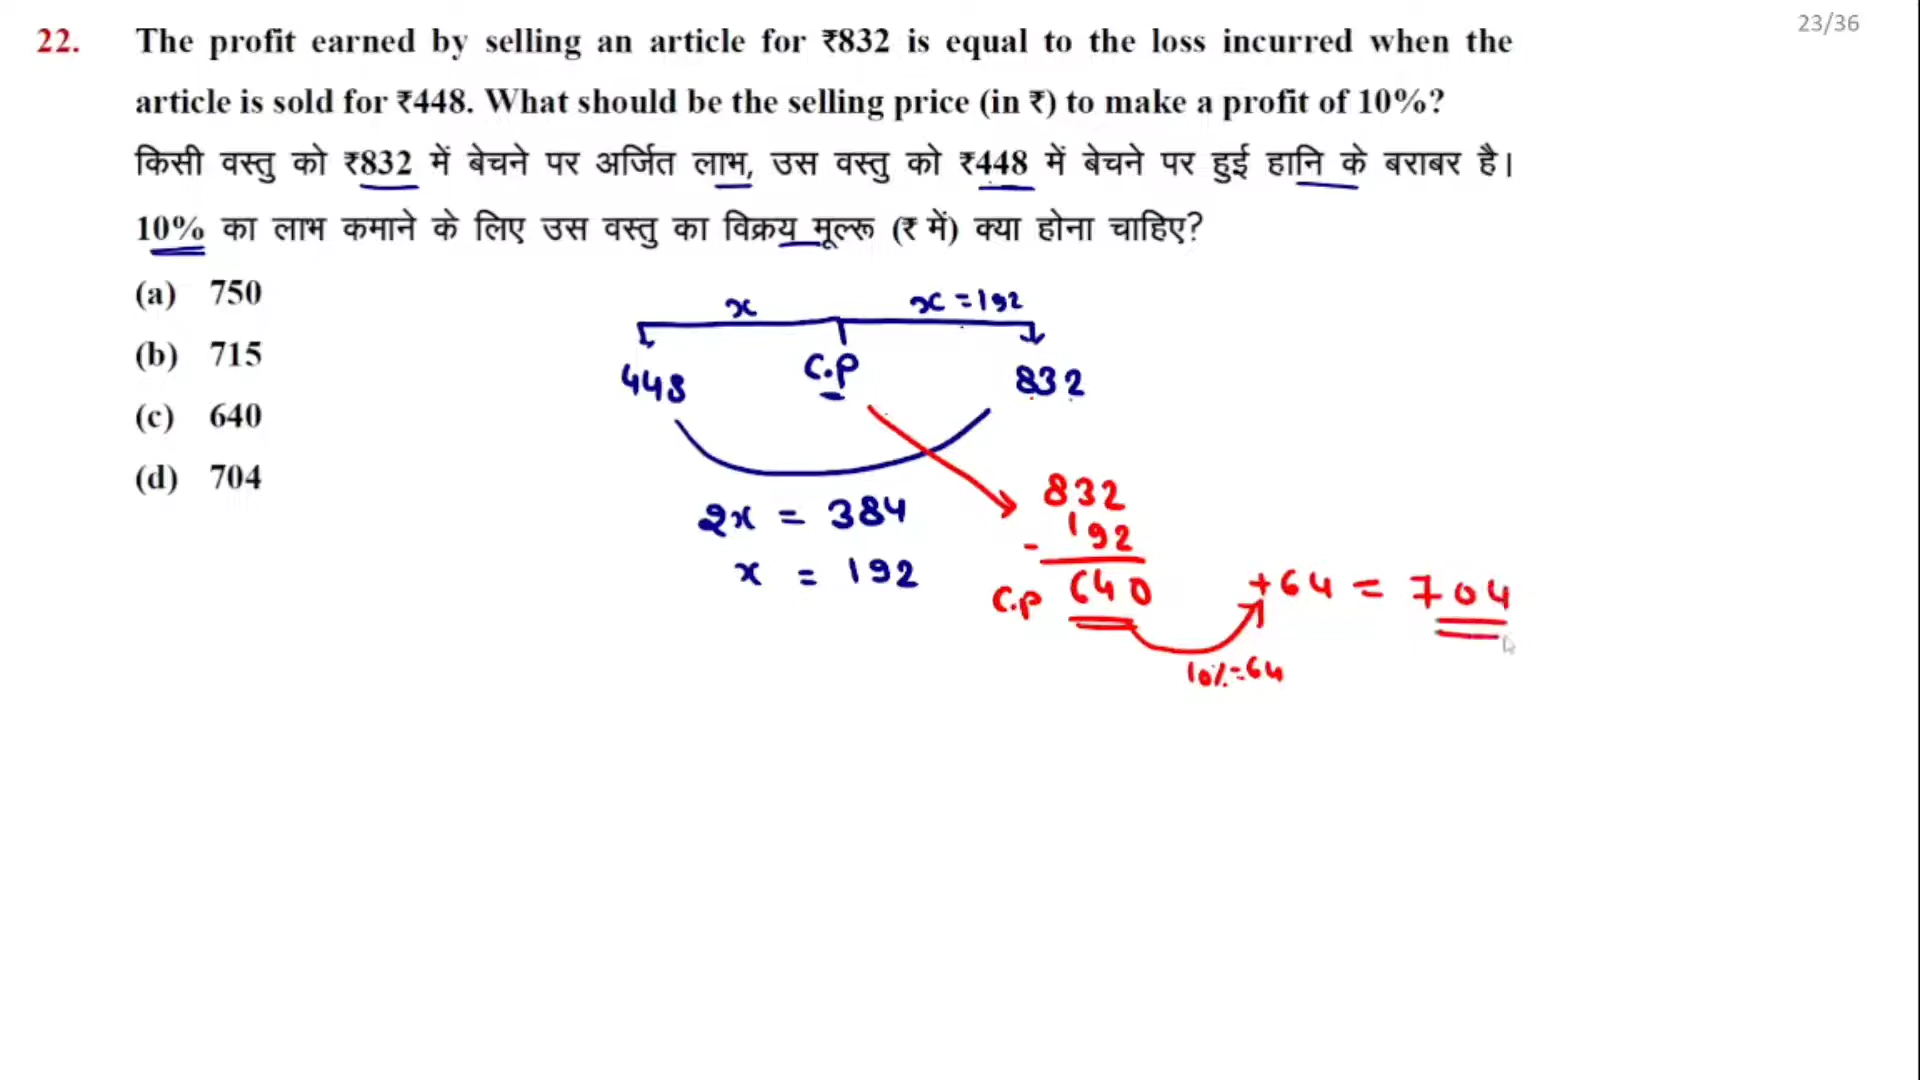 23/36
22. The profit earned by selling an article for ₹832 is equal to the loss incurred when the
article is sold for ₹448. What should be the selling price (in ₹) to make a profit of 10%?
किसी वस्तु को ₹832 में बेचने पर अर्जित लाभ, उस वस्तु को ₹448 में बेचने पर हुई हानि के बराबर है।
10% का लाभ कमाने के लिए उस वस्तु का विक्रय मूल्रू (₹ में) क्या होना चाहिए?
(a) 750
(b) 715
(c) 640
(d) 704
x x = 192
448 C.P 832
2x = 384
x = 192
832
- 192
C.P 640 +64 = 704
10% = 64